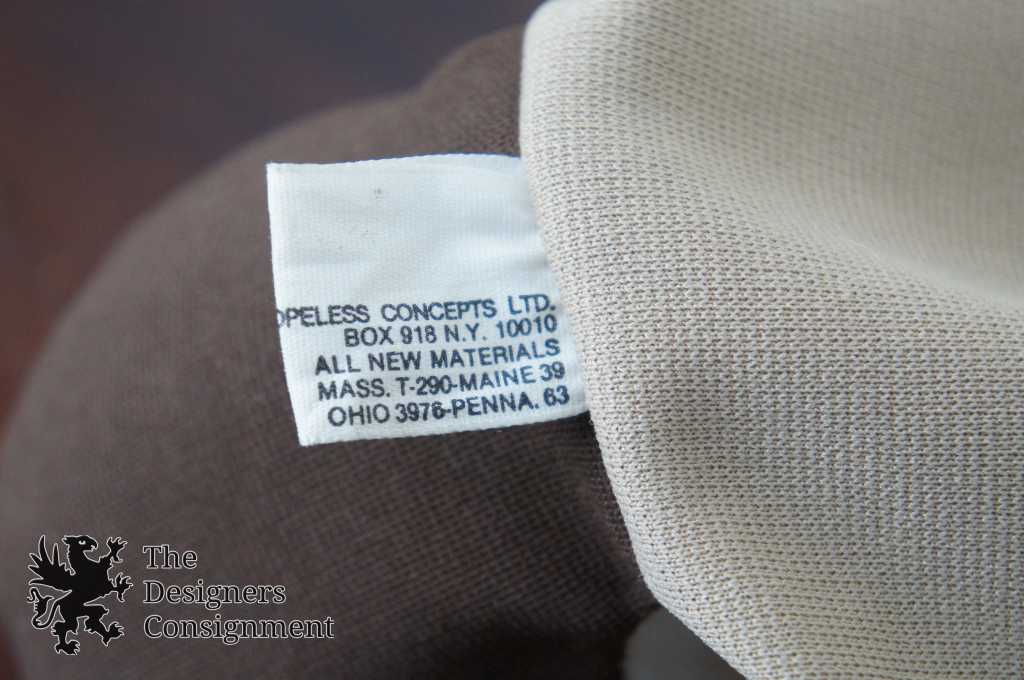 OPELESS CONCEPTS LTD.
BOX 918 N.Y. 10010
ALL NEW MATERIALS
MASS. T-290-MAINE 39
OHIO 3976-PENNA. 63
The
Designers
Consignment